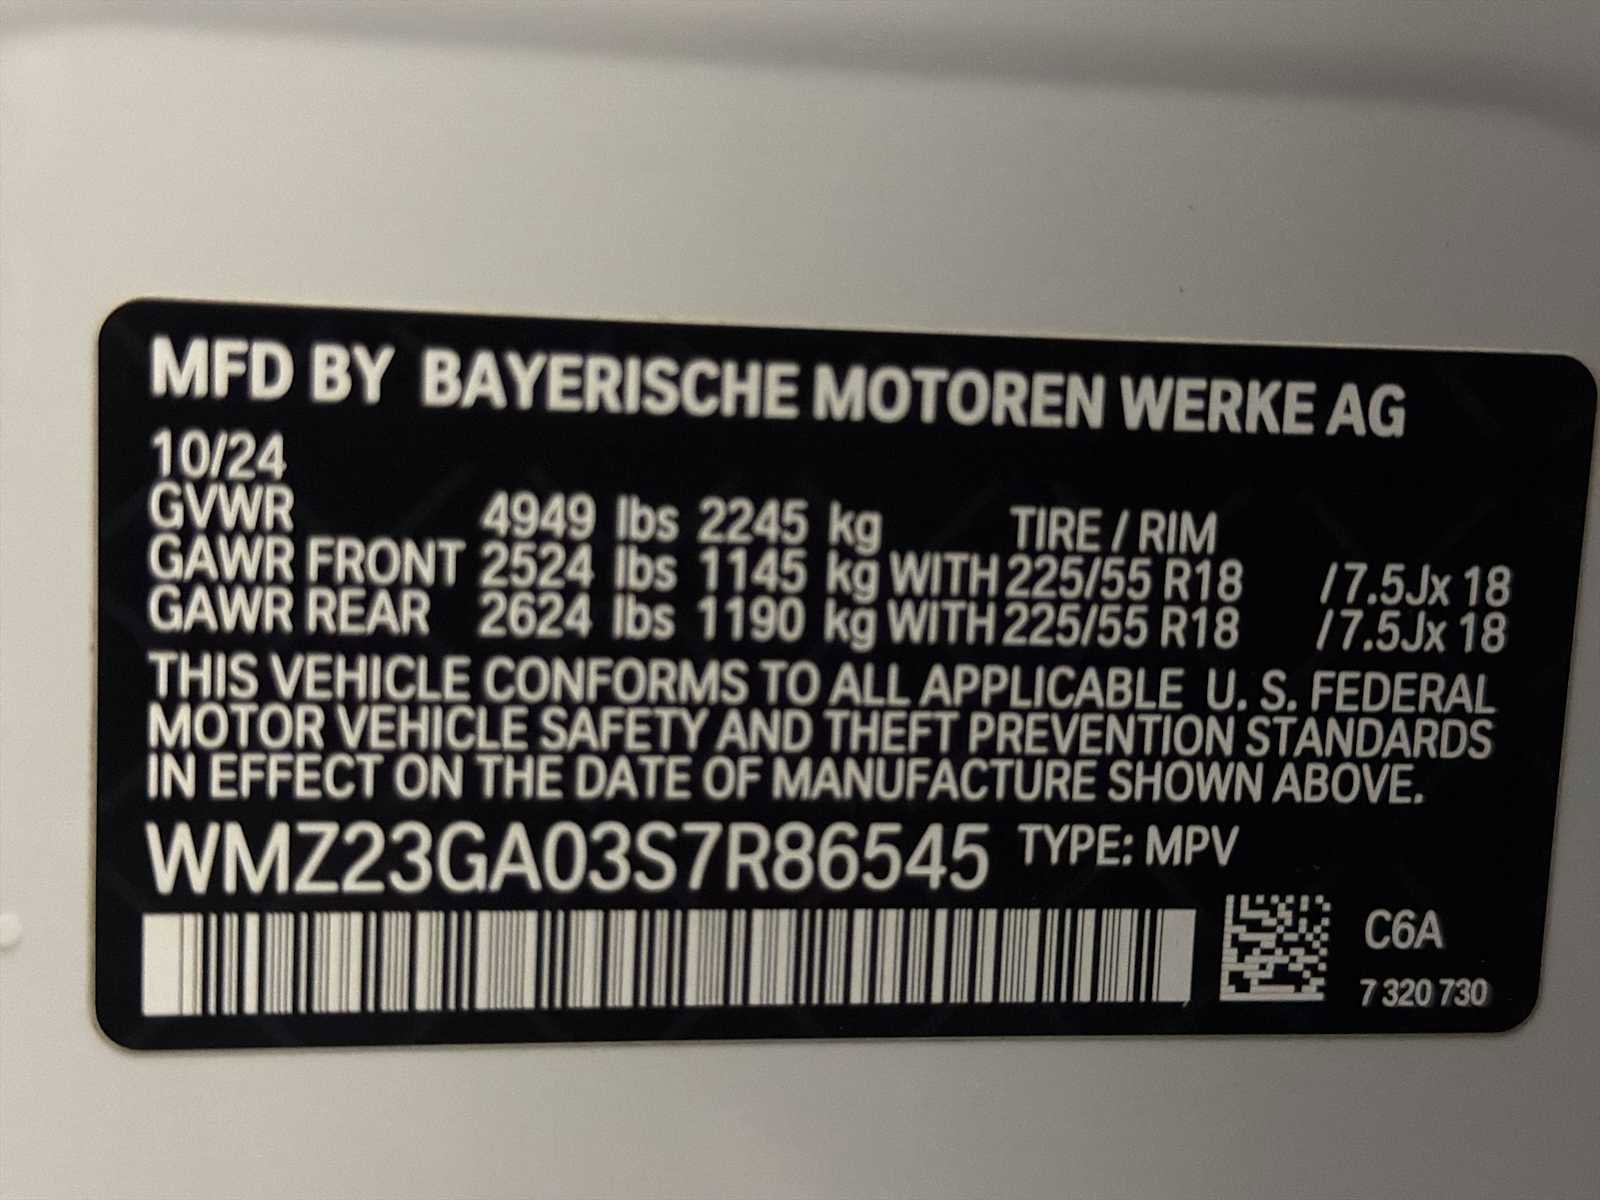 MFD BY BAYERISCHE MOTOREN WERKE AG
10/24
GVWR 4949 lbs 2245 kg TIRE / RIM
GAWR FRONT 2524 lbs 1145 kg WITH 225/55 R18 /7.5Jx 18
GAWR REAR 2624 lbs 1190 kg WITH 225/55 R18 /7.5Jx 18
THIS VEHICLE CONFORMS TO ALL APPLICABLE U. S. FEDERAL
MOTOR VEHICLE SAFETY AND THEFT PREVENTION STANDARDS
IN EFFECT ON THE DATE OF MANUFACTURE SHOWN ABOVE.
WMZ23GA03S7R86545 TYPE: MPV
C6A
7 320 730